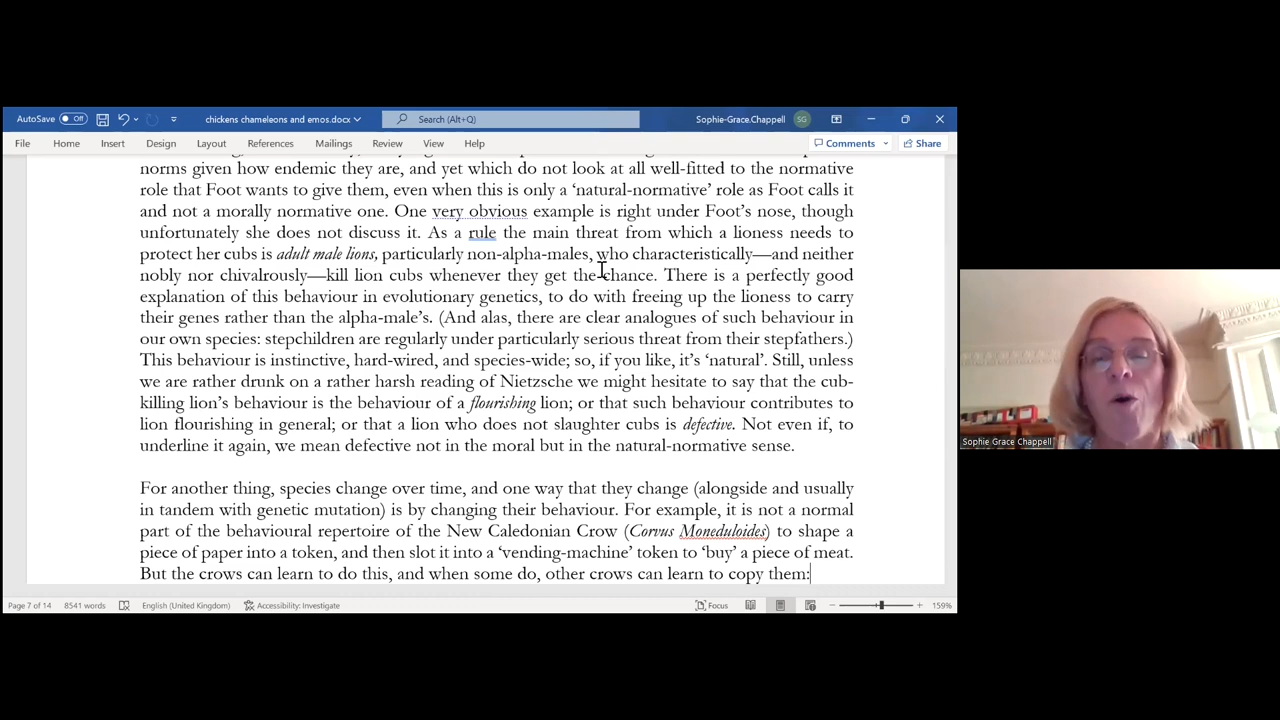 AutoSave Off chickens chameleons and emos.docx Search (Alt+Q) Sophie-Grace.Chappell SG
File Home Insert Draw Design Layout References Mailings Review View Help Comments Share
norms given how endemic they are, and yet which do not look at all well-fitted to the normative
role that Foot wants to give them, even when this is only a ‘natural-normative’ role as Foot calls it
and not a morally normative one. One very obvious example is right under Foot’s nose, though
unfortunately she does not discuss it. As a rule the main threat from which a lioness needs to
protect her cubs is adult male lions, particularly non-alpha-males, who characteristically—and neither
nobly nor chivalrously—kill lion cubs whenever they get the chance. There is a perfectly good
explanation of this behaviour in evolutionary genetics, to do with freeing up the lioness to carry
their genes rather than the alpha-male’s. (And alas, there are clear analogues of such behaviour in
our own species: stepchildren are regularly under particularly serious threat from their stepfathers.)
This behaviour is instinctive, hard-wired, and species-wide; so, if you like, it’s ‘natural’. Still, unless
we are rather drunk on a rather harsh reading of Nietzsche we might hesitate to say that the cub-
killing lion’s behaviour is the behaviour of a flourishing lion; or that such behaviour contributes to
lion flourishing in general; or that a lion who does not slaughter cubs is defective. Not even if, to
underline it again, we mean defective not in the moral but in the natural-normative sense.
For another thing, species change over time, and one way that they change (alongside and usually
in tandem with genetic mutation) is by changing their behaviour. For example, it is not a normal
part of the behavioural repertoire of the New Caledonian Crow (Corvus Moneduloides) to shape a
piece of paper into a token, and then slot it into a ‘vending-machine’ token to ‘buy’ a piece of meat.
But the crows can learn to do this, and when some do, other crows can learn to copy them:
Page 7 of 14 8541 words English (United Kingdom) Accessibility: Investigate Focus 159%
Sophie Grace Chappell